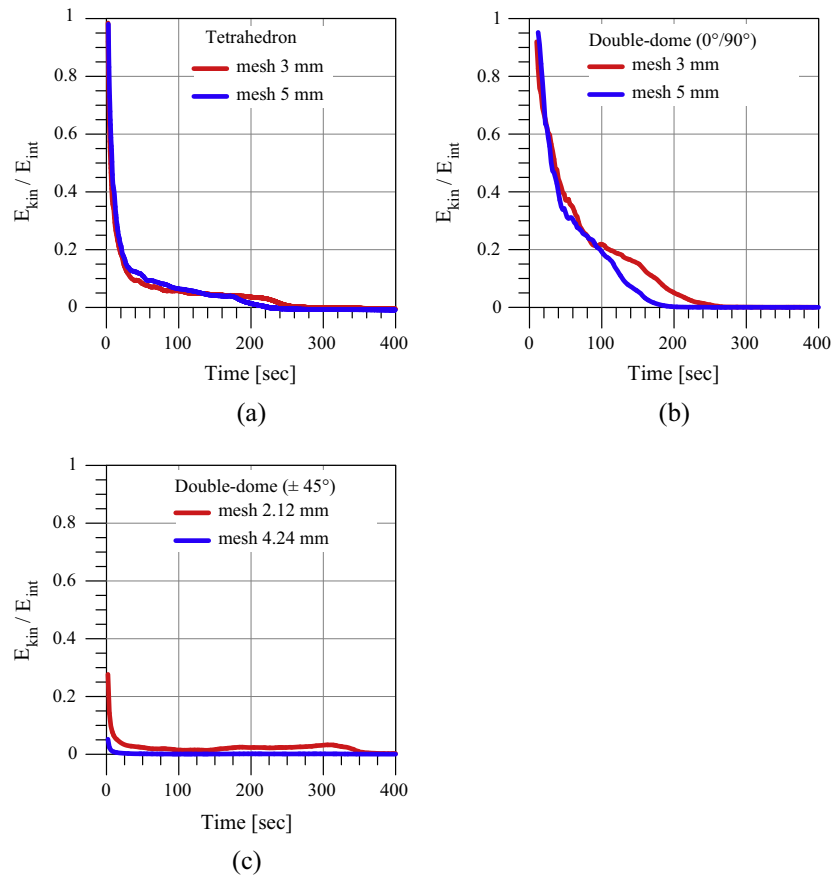 1
0.8
0.6
0.4
0.2
0
E_kin / E_int
Tetrahedron
mesh 3 mm
mesh 5 mm
0 100 200 300 400
Time [sec]
(a)
1
0.8
0.6
0.4
0.2
0
E_kin / E_int
Double-dome (0°/90°)
mesh 3 mm
mesh 5 mm
0 100 200 300 400
Time [sec]
(b)
1
0.8
0.6
0.4
0.2
0
E_kin / E_int
Double-dome (± 45°)
mesh 2.12 mm
mesh 4.24 mm
0 100 200 300 400
Time [sec]
(c)